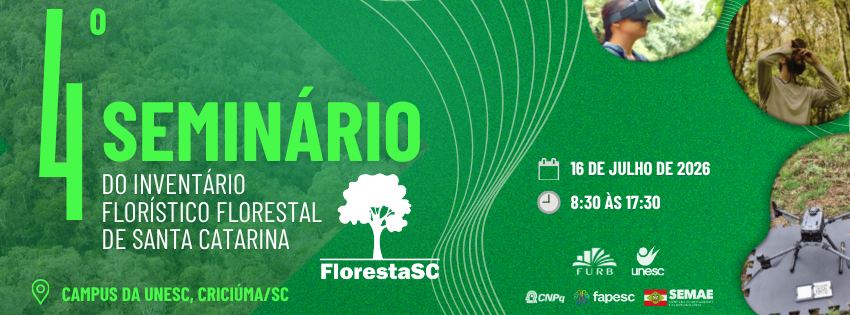 4º
SEMINÁRIO
DO INVENTÁRIO
FLORÍSTICO FLORESTAL
DE SANTA CATARINA
FlorestaSC
CAMPUS DA UNESC, CRICIÚMA/SC
16 DE JULHO DE 2026
8:30 ÀS 17:30
FURB
unesc
CNPq
fapesc
SEMAE